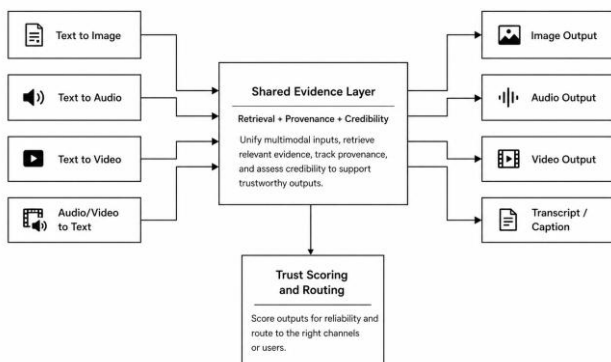 Text to Image
Text to Audio
Text to Video
Audio/Video
to Text
Shared Evidence Layer
Retrieval + Provenance + Credibility
Unify multimodal inputs, retrieve
relevant evidence, track provenance,
and assess credibility to support
trustworthy outputs.
Image Output
Audio Output
Video Output
Transcript /
Caption
Trust Scoring
and Routing
Score outputs for reliability and
route to the right channels
or users.